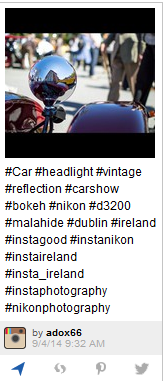 #Car #headlight #vintage
#reflection #carshow
#bokeh #nikon #d3200
#malahide #dublin #ireland
#instagood #instanikon
#instaireland
#insta_ireland
#instaphotography
#nikonphotography
by adox66
9/4/14 9:32 AM